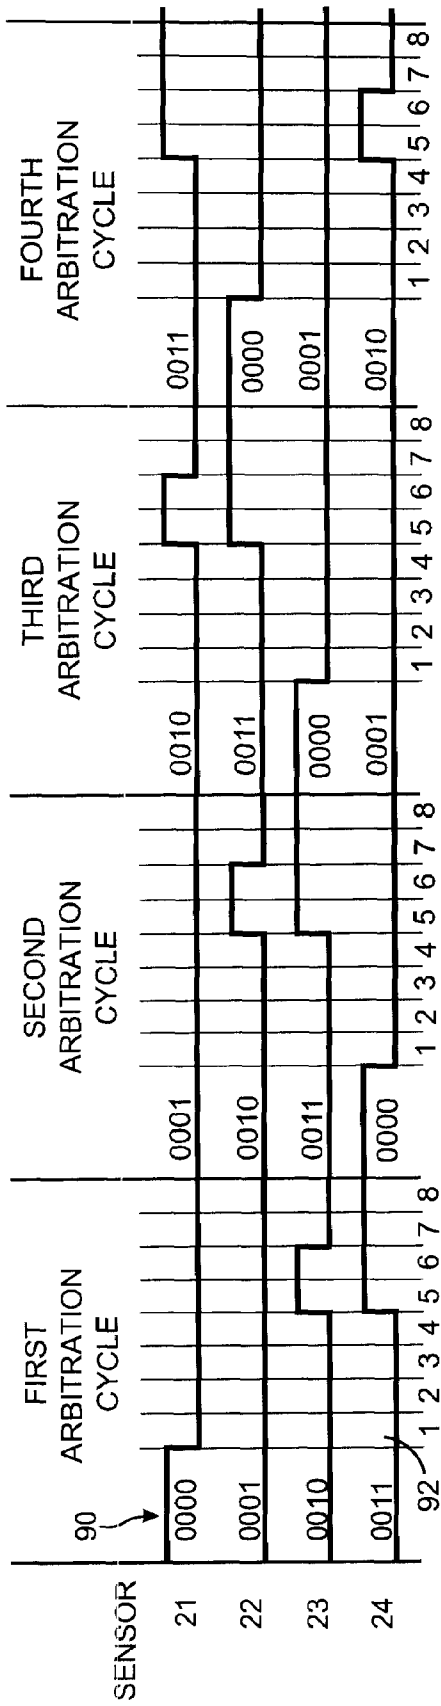 FIRST
ARBITRATION
CYCLE
SECOND
ARBITRATION
CYCLE
THIRD
ARBITRATION
CYCLE
FOURTH
ARBITRATION
CYCLE
90
SENSOR
21 0000 0001 0010 0011
22 0001 0010 0011 0000
23 0010 0011 0000 0001
24 0011 0000 0001 0010
1 2 3 4 5 6 7 8 1 2 3 4 5 6 7 8 1 2 3 4 5 6 7 8 1 2 3 4 5 6 7 8
92